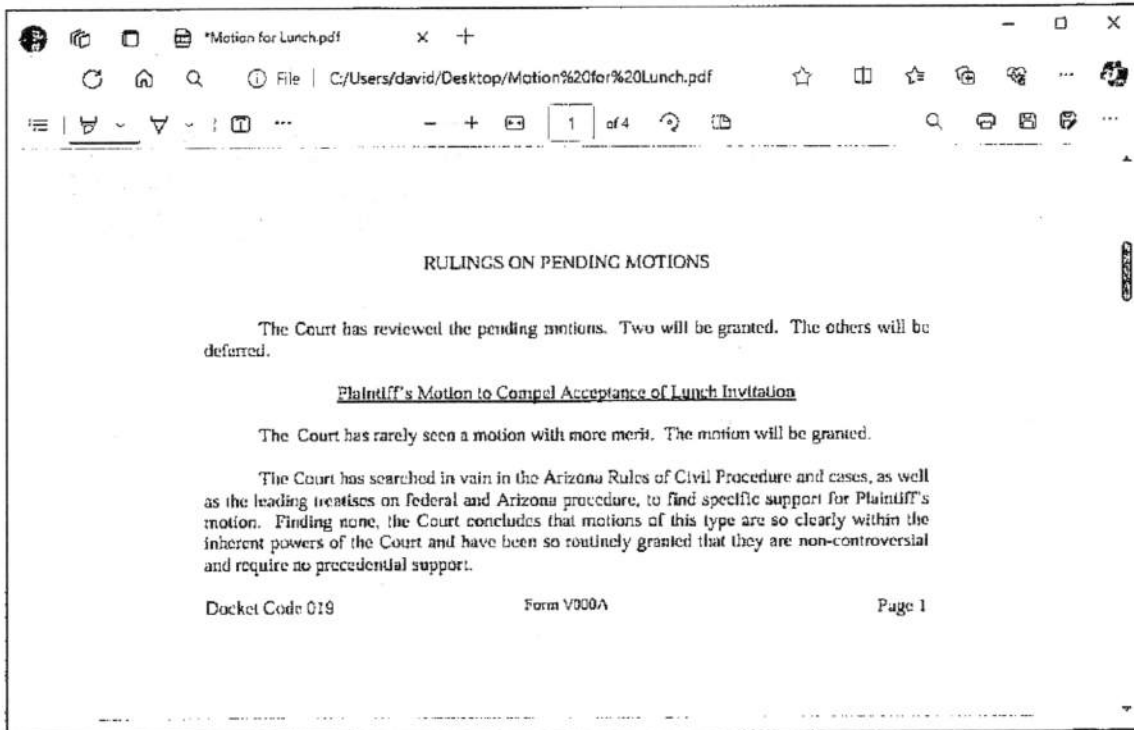 *Motion for Lunch.pdf
File | C:/Users/david/Desktop/Motion%20for%20Lunch.pdf
1 of 4
RULINGS ON PENDING MOTIONS
The Court has reviewed the pending motions. Two will be granted. The others will be
deferred.
Plaintiff's Motion to Compel Acceptance of Lunch Invitation
The Court has rarely seen a motion with more merit. The motion will be granted.
The Court has searched in vain in the Arizona Rules of Civil Procedure and cases, as well
as the leading treatises on federal and Arizona procedure, to find specific support for Plaintiff's
motion. Finding none, the Court concludes that motions of this type are so clearly within the
inherent powers of the Court and have been so routinely granted that they are non-controversial
and require no precedential support.
Docket Code 019 Form V000A Page 1